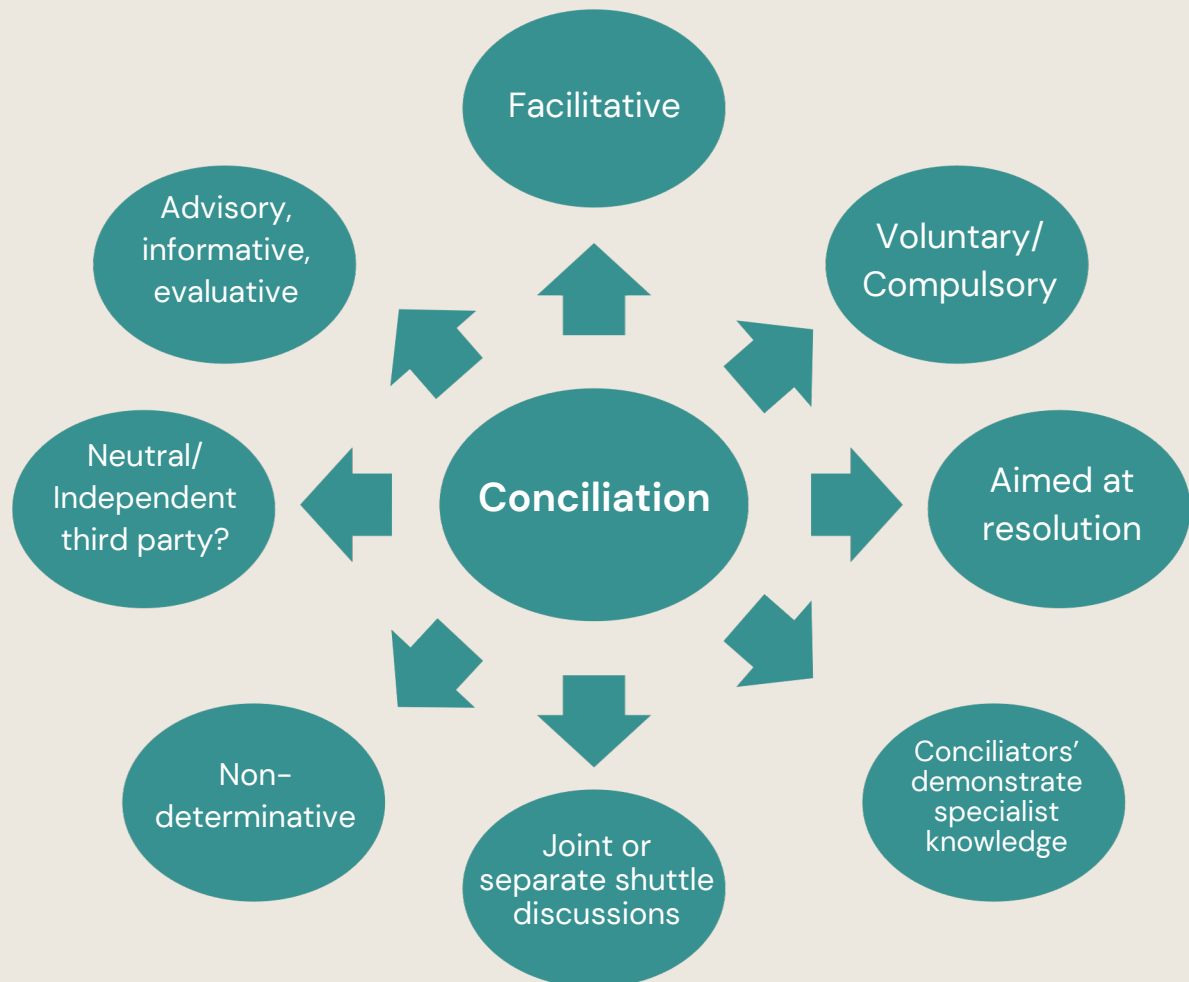 Facilitative
Advisory,
informative,
evaluative
Voluntary/
Compulsory
Neutral/
Independent
third party?
Conciliation
Aimed at
resolution
Non-
determinative
Joint or
separate shuttle
discussions
Conciliators’
demonstrate
specialist
knowledge